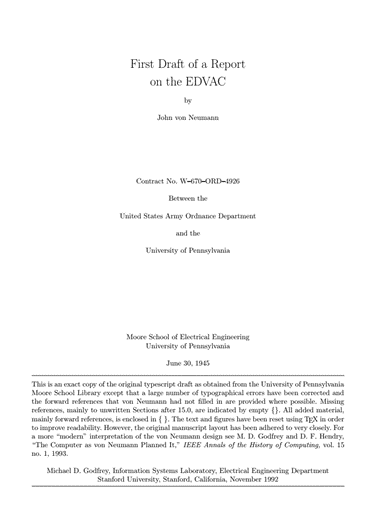 First Draft of a Report
on the EDVAC
by
John von Neumann
Contract No. W–670–ORD–4926
Between the
United States Army Ordnance Department
and the
University of Pennsylvania
Moore School of Electrical Engineering
University of Pennsylvania
June 30, 1945
This is an exact copy of the original typescript draft as obtained from the University of Pennsylvania
Moore School Library except that a large number of typographical errors have been corrected and
the forward references that von Neumann had not filled in are provided where possible. Missing
references, mainly to unwritten Sections after 15.0, are indicated by empty {}. All added material,
mainly forward references, is enclosed in { }. The text and figures have been reset using TEX in order
to improve readability. However, the original manuscript layout has been adhered to very closely. For
a more “modern” interpretation of the von Neumann design see M. D. Godfrey and D. F. Hendry,
“The Computer as von Neumann Planned It,” IEEE Annals of the History of Computing, vol. 15
no. 1, 1993.
Michael D. Godfrey, Information Systems Laboratory, Electrical Engineering Department
Stanford University, Stanford, California, November 1992